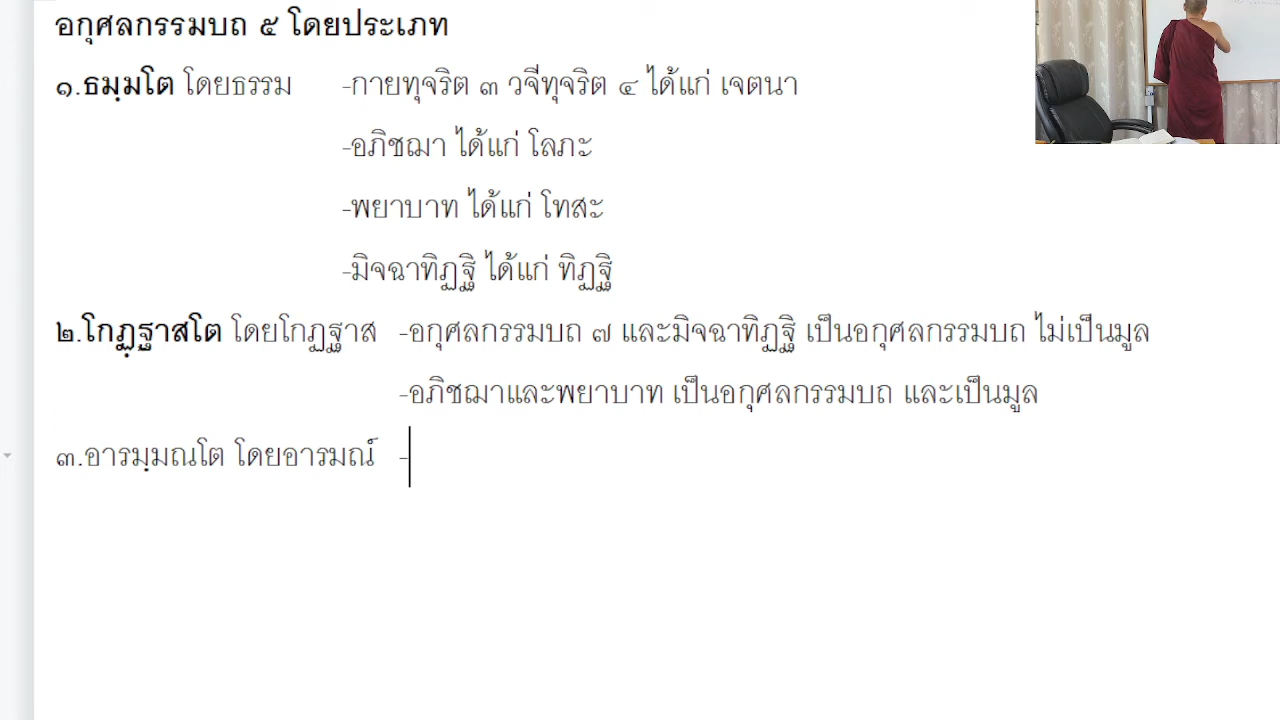 อกุศลกรรมบถ ๕ โดยประเภท
๑.ธมฺมโต โดยธรรม -กายทุจริต ๓ วจีทุจริต ๔ ได้แก่ เจตนา
-อภิชฌา ได้แก่ โลภะ
-พยาบาท ได้แก่ โทสะ
-มิจฉาทิฏฐิ ได้แก่ ทิฏฐิ
๒.โกฏฺฐาสโต โดยโกฏฐาส -อกุศลกรรมบถ ๗ และมิจฉาทิฏฐิ เป็นอกุศลกรรมบถ ไม่เป็นมูล
-อภิชฌาและพยาบาท เป็นอกุศลกรรมบถ และเป็นมูล
๓.อารมฺมณโต โดยอารมณ์ -